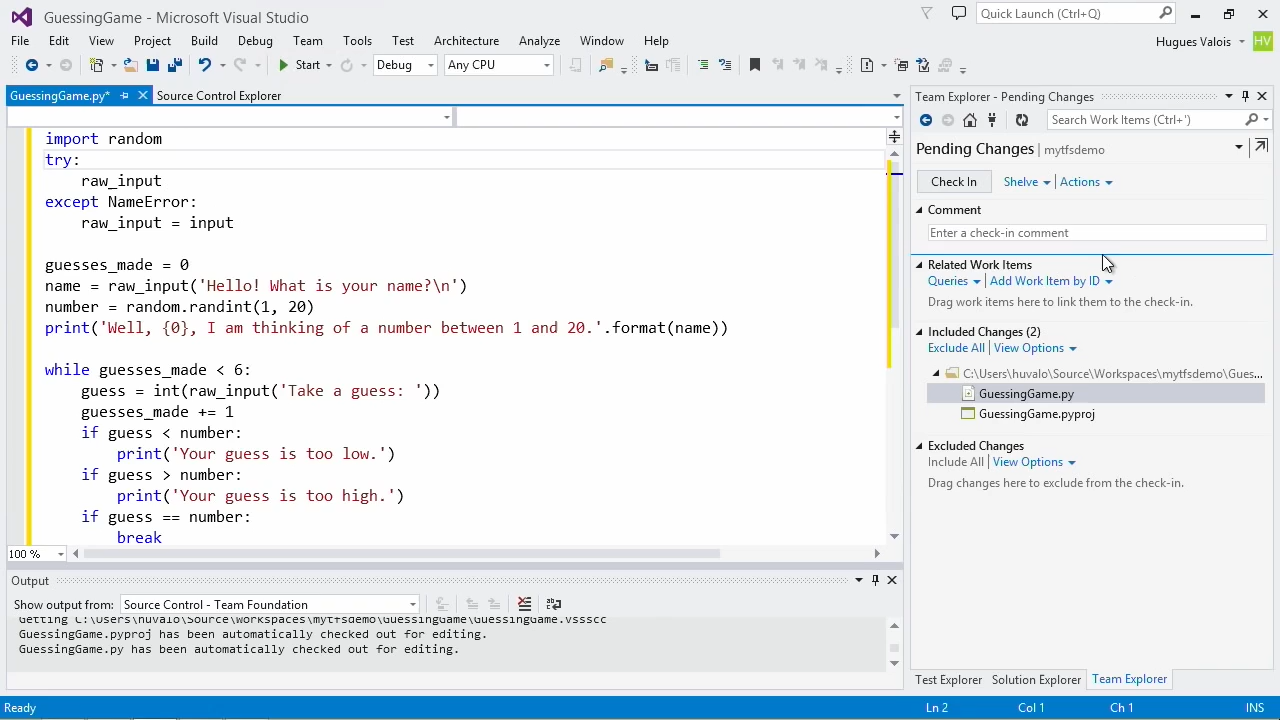 GuessingGame - Microsoft Visual Studio
Quick Launch (Ctrl+Q)
File Edit View Project Build Debug Team Tools Test Architecture Analyze Window Help
Hugues Valois HV
Start Debug Any CPU
GuessingGame.py* Source Control Explorer
import random
try:
    raw_input
except NameError:
    raw_input = input
guesses_made = 0
name = raw_input('Hello! What is your name?\n')
number = random.randint(1, 20)
print('Well, {0}, I am thinking of a number between 1 and 20.'.format(name))
while guesses_made < 6:
    guess = int(raw_input('Take a guess: '))
    guesses_made += 1
    if guess < number:
        print('Your guess is too low.')
    if guess > number:
        print('Your guess is too high.')
    if guess == number:
        break
100 %
Output
Show output from: Source Control - Team Foundation
Getting C:\Users\huvalo\Source\Workspaces\mytfsdemo\GuessingGame\GuessingGame.vssscc
GuessingGame.pyproj has been automatically checked out for editing.
GuessingGame.py has been automatically checked out for editing.
Team Explorer - Pending Changes
Search Work Items (Ctrl+')
Pending Changes | mytfsdemo
Check In Shelve Actions
Comment
Enter a check-in comment
Related Work Items
Queries Add Work Item by ID
Drag work items here to link them to the check-in.
Included Changes (2)
Exclude All View Options
C:\Users\huvalo\Source\Workspaces\mytfsdemo\Gues...
GuessingGame.py
GuessingGame.pyproj
Excluded Changes
Include All View Options
Drag changes here to exclude from the check-in.
Test Explorer Solution Explorer Team Explorer
Ready Ln 2 Col 1 Ch 1 INS